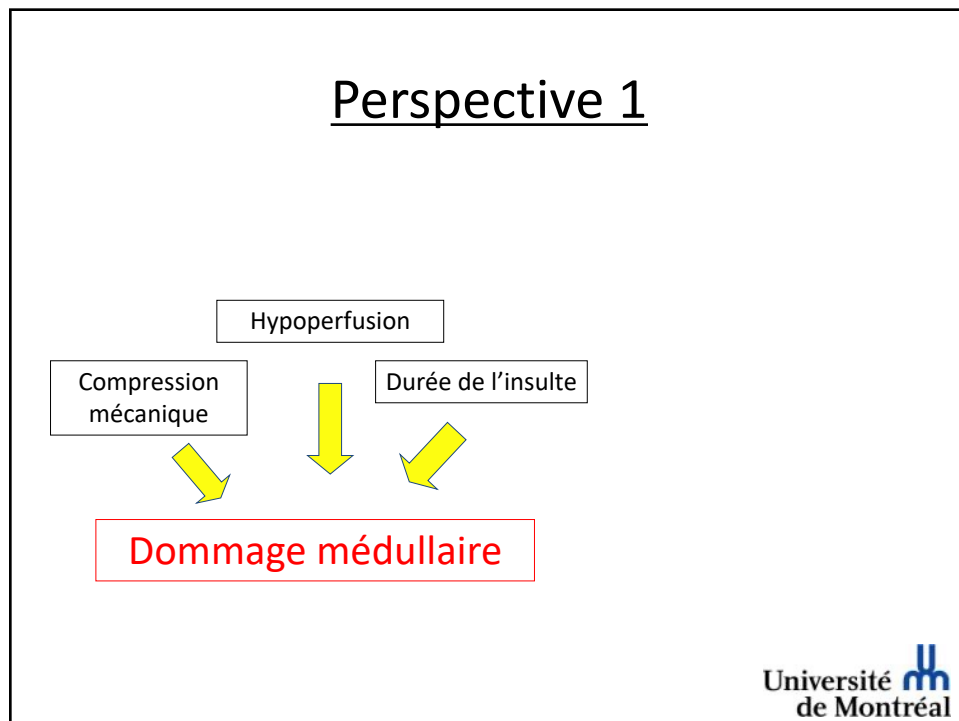 Perspective 1
Hypoperfusion
Compression
mécanique
Durée de l’insulte
Dommage médullaire
Université
de Montréal